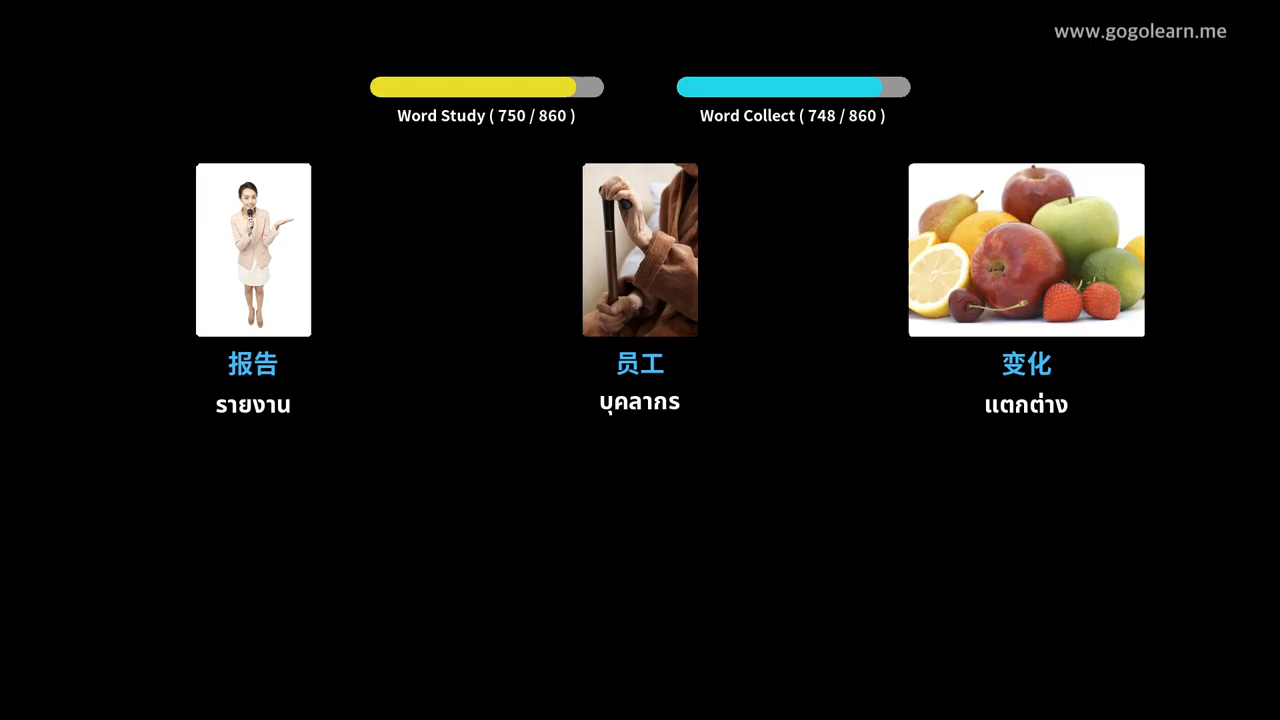 www.gogolearn.me
Word Study ( 750 / 860 )
Word Collect ( 748 / 860 )
报告
员工
变化
รายงาน
บุคลากร
แตกต่าง